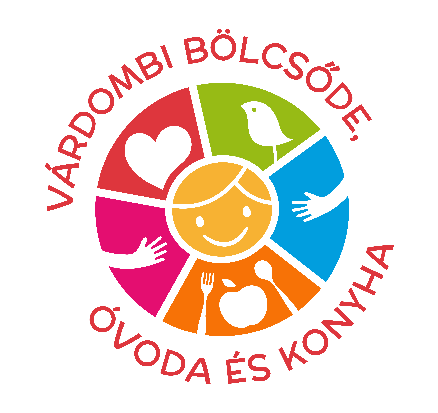 VÁRDOMBI BÖLCSŐDE,
ÓVODA ÉS KONYHA